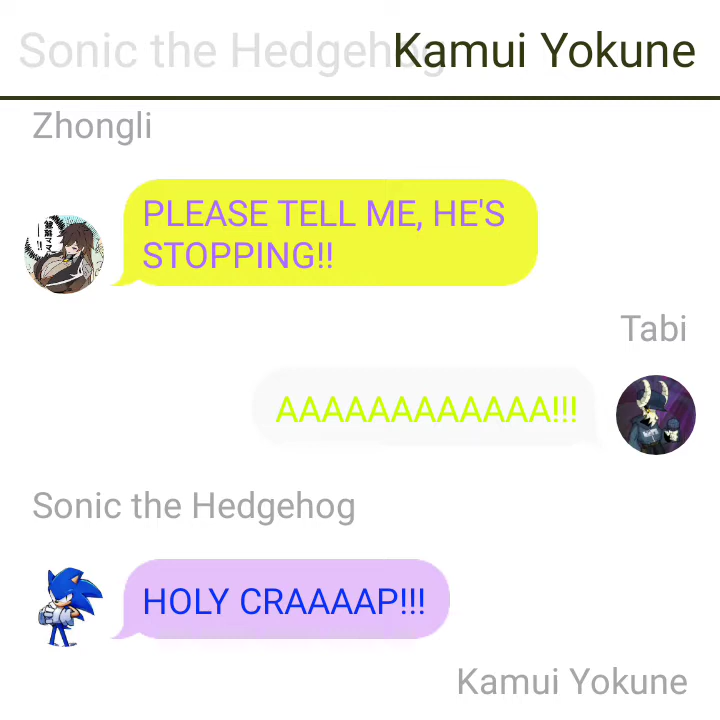 Sonic the Hedgehog
Kamui Yokune
Zhongli
PLEASE TELL ME, HE'S
STOPPING!!
Tabi
AAAAAAAAAAAA!!!
Sonic the Hedgehog
HOLY CRAAAAP!!!
Kamui Yokune